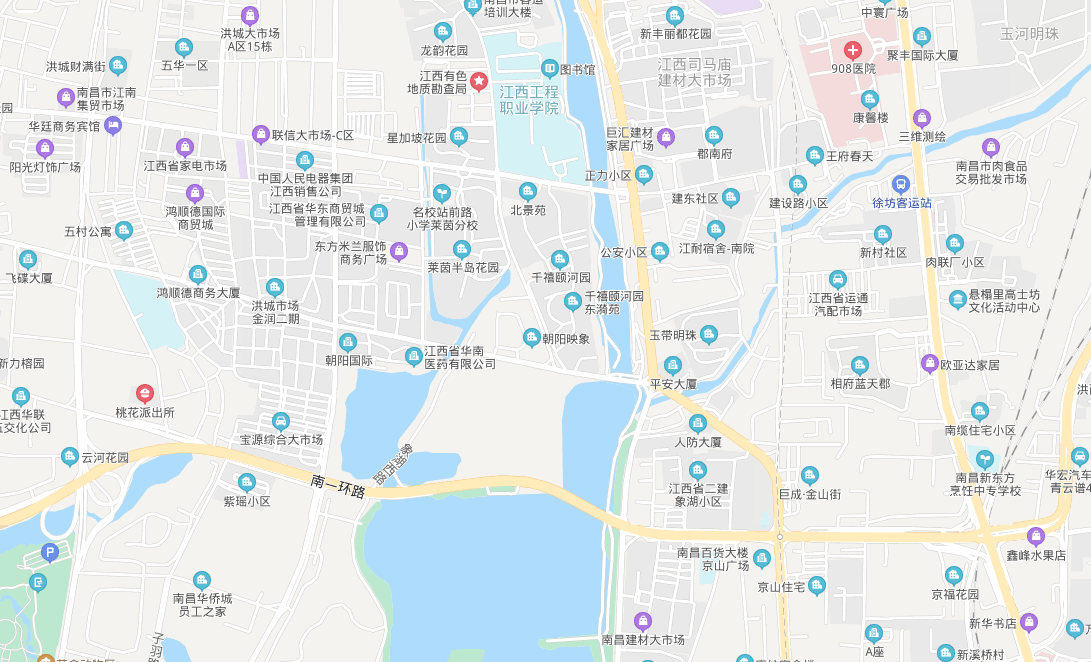 南昌市客运
培训大楼
中寰广场
洪城大市场
A区15栋
龙韵花园
新丰丽都花园
玉河明珠
五华一区
洪城财满街
图书馆
江西司马庙
建材大市场
908医院
聚丰国际大厦
江西有色
地质勘查局
江西工程
职业学院
南昌市江南
集贸市场
康馨楼
华廷商务宾馆
联信大市场-C区
星加坡花园
巨汇建材
家居广场
三维测绘
阳光灯饰广场
江西省家电市场
郡南府
王府春天
南昌市肉食品
交易批发市场
中国人民电器集团
江西销售公司
正力小区
建东社区
建设路小区
徐坊客运站
鸿顺德国际
商贸城
江西省华东商贸城
管理有限公司
名校站前路
小学莱茵分校
北景苑
五村公寓
东方米兰服饰
商务广场
莱茵半岛花园
公安小区
江耐宿舍-南院
新村社区
肉联厂小区
飞碟大厦
鸿顺德商务大厦
千禧颐河园
洪城市场
金润二期
千禧颐河园
东漪苑
江西省运通
汽配市场
悬榻里高士坊
文化活动中心
朝阳映象
玉带明珠
朝阳国际
江西省华南
医药有限公司
新力榕园
平安大厦
相府蓝天郡
欧亚达家居
江西华联
五交化公司
桃花派出所
宝源综合大市场
人防大厦
南缆住宅小区
云河花园
象湖西路
南一环路
紫瑶小区
江西省二建
象湖小区
巨成·金山街
南昌新东方
烹饪中专学校
华宏汽车
青云谱4
P
南昌百货大楼
京山广场
鑫峰水果店
南昌华侨城
员工之家
京山住宅
京福花园
南昌建材大市场
新华书店
A座
新溪桥村
子羽路